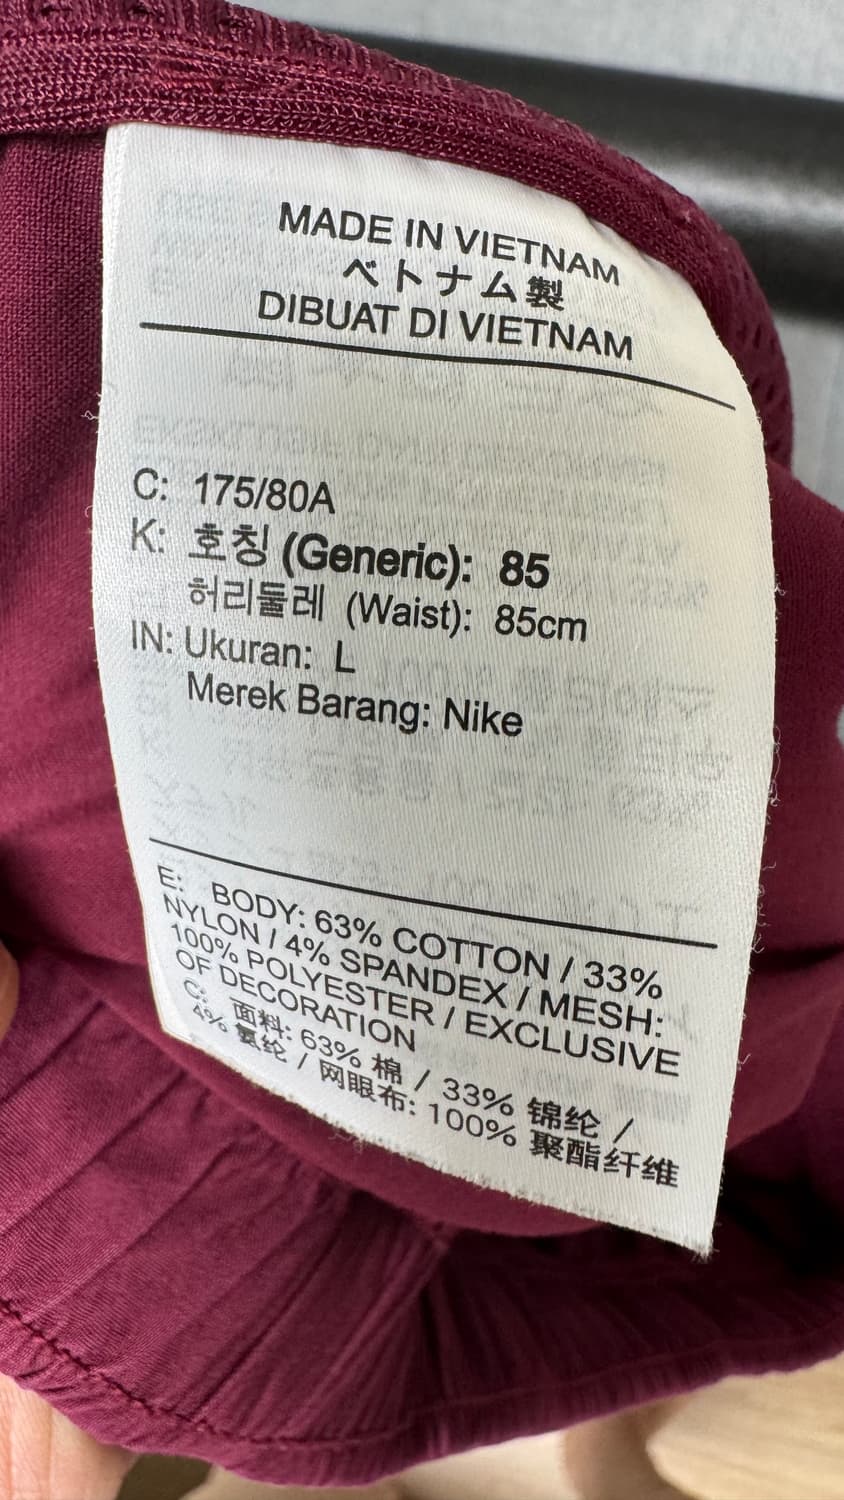 MADE IN VIETNAM
ベトナム製
DIBUAT DI VIETNAM
C: 175/80A
K: 호칭 (Generic): 85
허리둘레 (Waist): 85cm
IN: Ukuran: L
Merek Barang: Nike
E: BODY: 63% COTTON / 33%
NYLON / 4% SPANDEX / MESH:
100% POLYESTER / EXCLUSIVE
OF DECORATION
C: 面料: 63% 棉 / 33% 锦纶 /
4% 氨纶 / 网眼布: 100% 聚酯纤维